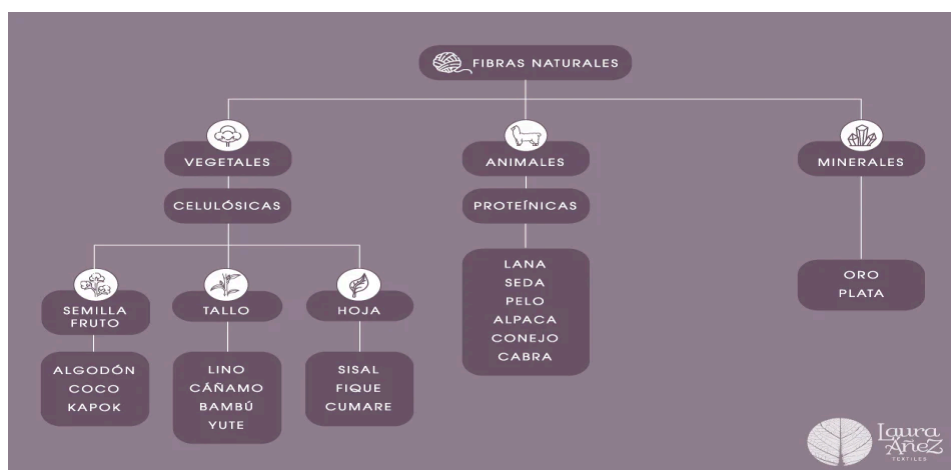 FIBRAS NATURALES
VEGETALES
ANIMALES
MINERALES
CELULÓSICAS
PROTEÍNICAS
SEMILLA
FRUTO
TALLO
HOJA
ALGODÓN
COCO
KAPOK
LINO
CÁÑAMO
BAMBÚ
YUTE
SISAL
FIQUE
CUMARE
LANA
SEDA
PELO
ALPACA
CONEJO
CABRA
ORO
PLATA
Laura
Añez
TEXTILES